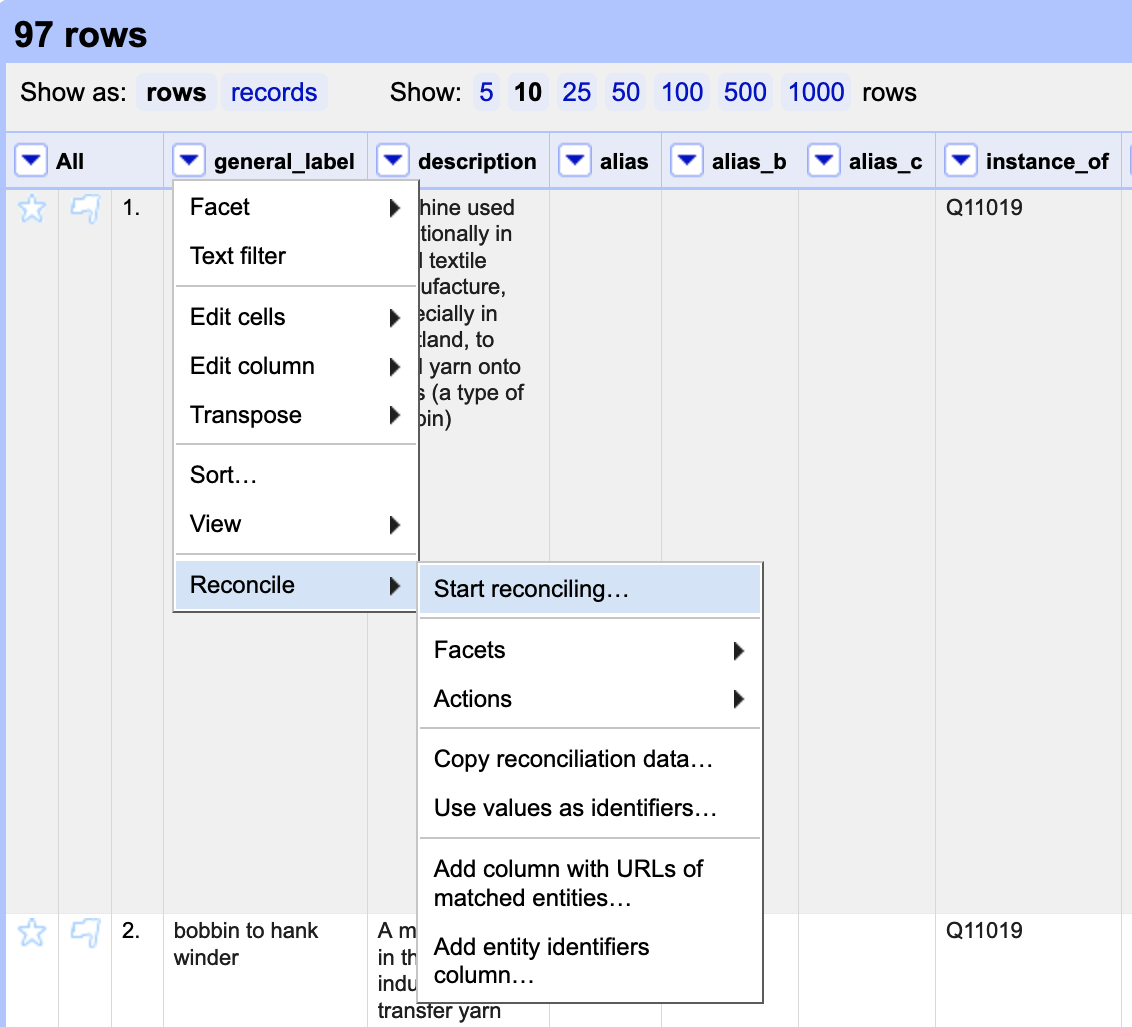 97 rows
Show as: rows records Show: 5 10 25 50 100 500 1000 rows
All general_label description alias alias_b alias_c instance_of
1.
Facet
Text filter
Edit cells
Edit column
Transpose
Sort…
View
Reconcile
hine used
tionally in
textile
ufacture,
ecially in
tland, to
yarn onto
(a type of
bin)
Q11019
Start reconciling…
Facets
Actions
Copy reconciliation data…
Use values as identifiers…
Add column with URLs of
matched entities…
Add entity identifiers
column…
2.
bobbin to hank
winder
A m
in th
indu
transfer yarn
Q11019